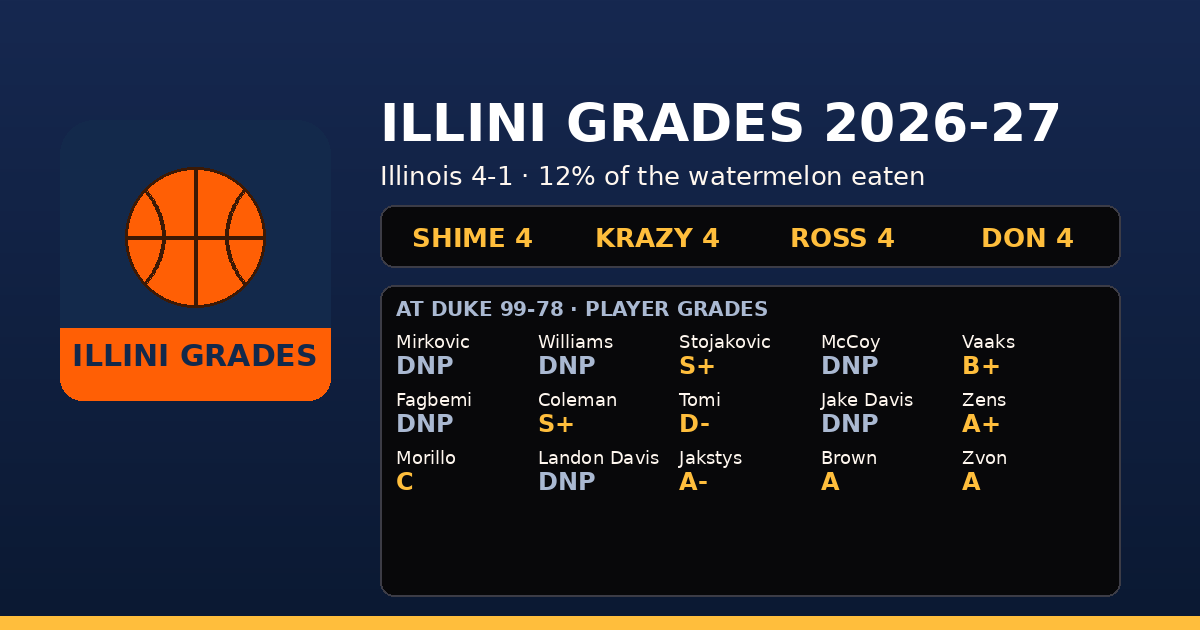 ILLINI GRADES
ILLINI GRADES 2026-27
Illinois 4-1 · 12% of the watermelon eaten
SHIME 4 KRAZY 4 ROSS 4 DON 4
AT DUKE 99-78 · PLAYER GRADES
Mirkovic Williams Stojakovic McCoy Vaaks
DNP DNP S+ DNP B+
Fagbemi Coleman Tomi Jake Davis Zens
DNP S+ D- DNP A+
Morillo Landon Davis Jakstys Brown Zvon
C DNP A- A A